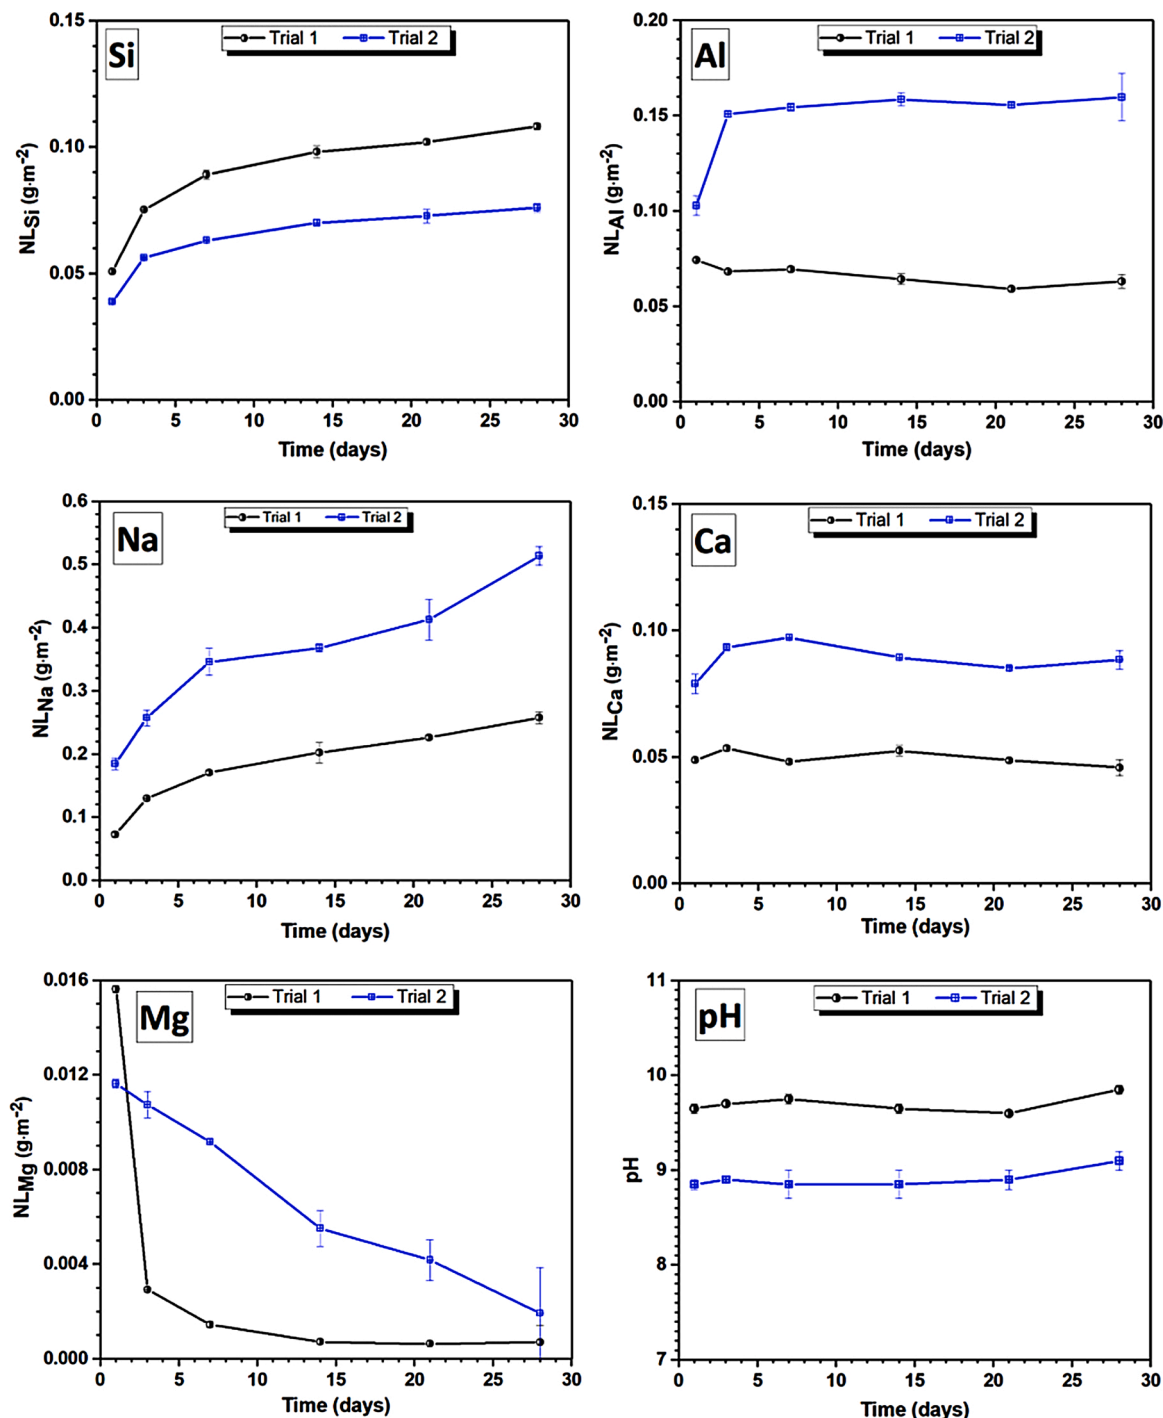 Si
Trial 1 Trial 2
0.15
0.10
0.05
0.00
NLSi (g·m-2)
0 5 10 15 20 25 30
Time (days)
Al
Trial 1 Trial 2
0.20
0.15
0.10
0.05
0.00
NLAl (g·m-2)
0 5 10 15 20 25 30
Time (days)
Na
Trial 1 Trial 2
0.6
0.5
0.4
0.3
0.2
0.1
0.0
NLNa (g·m-2)
0 5 10 15 20 25 30
Time (days)
Ca
Trial 1 Trial 2
0.15
0.10
0.05
0.00
NLCa (g·m-2)
0 5 10 15 20 25 30
Time (days)
Mg
Trial 1 Trial 2
0.016
0.012
0.008
0.004
0.000
NLMg (g·m-2)
0 5 10 15 20 25 30
Time (days)
pH
Trial 1 Trial 2
11
10
9
8
7
pH
0 5 10 15 20 25 30
Time (days)